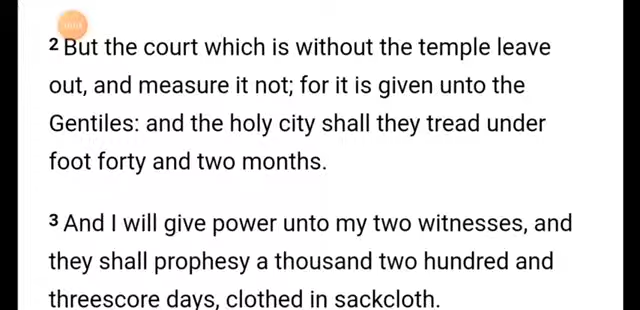 2 But the court which is without the temple leave
out, and measure it not; for it is given unto the
Gentiles: and the holy city shall they tread under
foot forty and two months.
3 And I will give power unto my two witnesses, and
they shall prophesy a thousand two hundred and
threescore days, clothed in sackcloth.